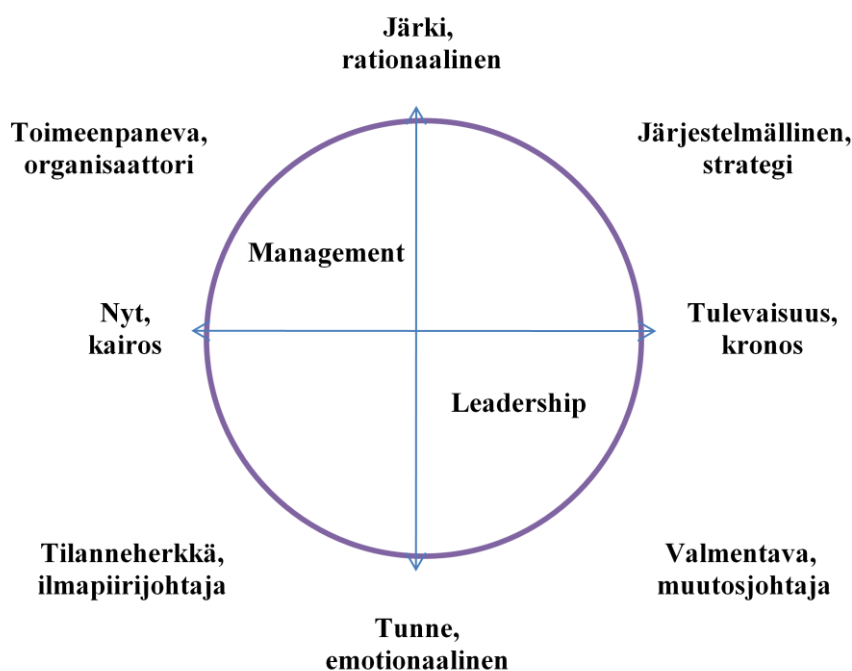 Järki,
rationaalinen
Toimeenpaneva,
organisaattori
Järjestelmällinen,
strategi
Management
Nyt,
kairos
Tulevaisuus,
kronos
Leadership
Tilanneherkkä,
ilmapiirijohtaja
Valmentava,
muutosjohtaja
Tunne,
emotionaalinen